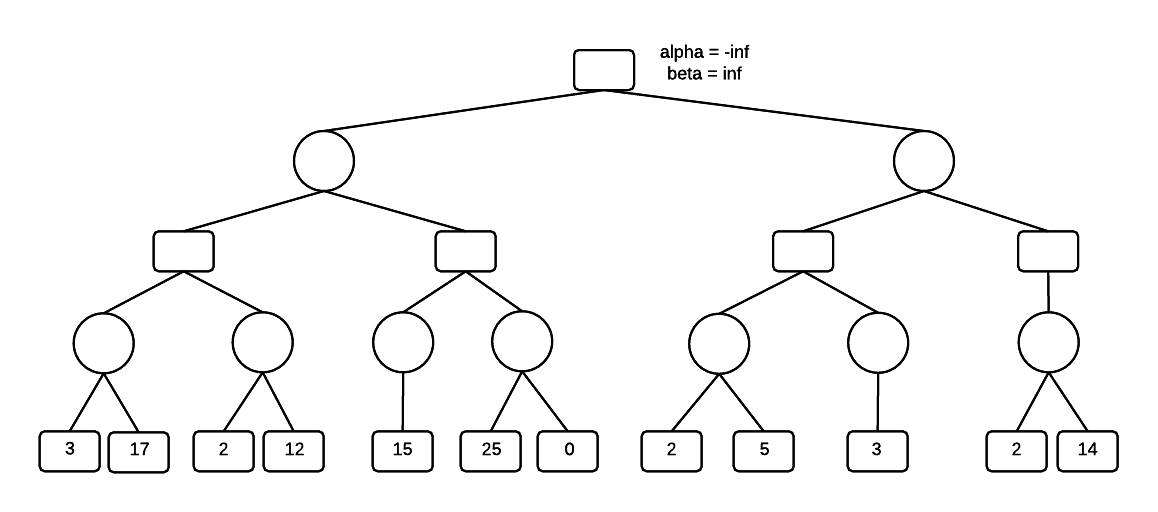 alpha = -inf
beta = inf
3 17 2 12 15 25 0 2 5 3 2 14